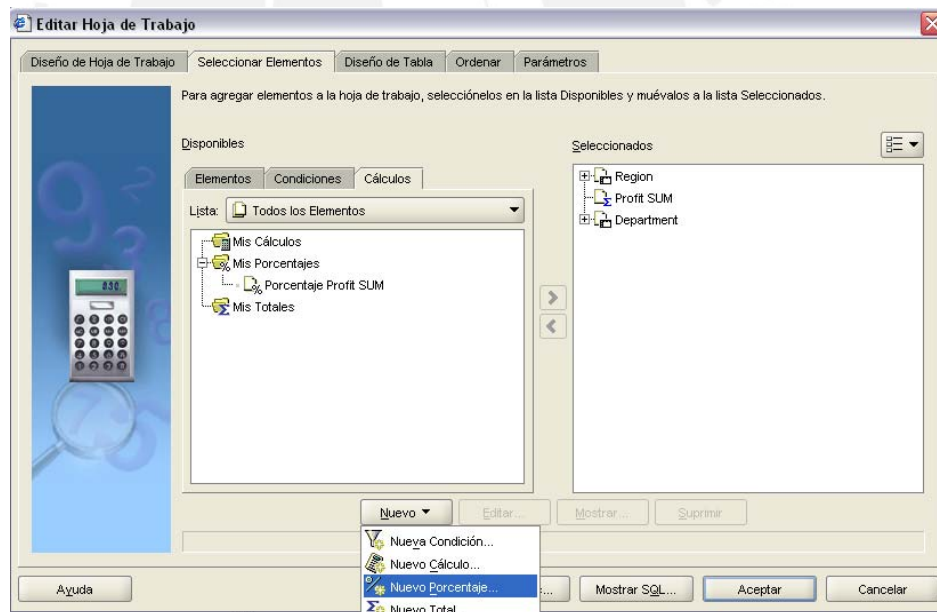 Editar Hoja de Trabajo
Diseño de Hoja de Trabajo Seleccionar Elementos Diseño de Tabla Ordenar Parámetros
Para agregar elementos a la hoja de trabajo, selecciónelos en la lista Disponibles y muévalos a la lista Seleccionados.
Disponibles
Elementos Condiciones Cálculos
Lista: Todos los Elementos
Mis Cálculos
Mis Porcentajes
Porcentaje Profit SUM
Mis Totales
Seleccionados
Region
Profit SUM
Department
Nuevo Editar... Mostrar... Suprimir
Nueva Condición...
Nuevo Cálculo...
Nuevo Porcentaje...
Nuevo Total
Ayuda Mostrar SQL... Aceptar Cancelar